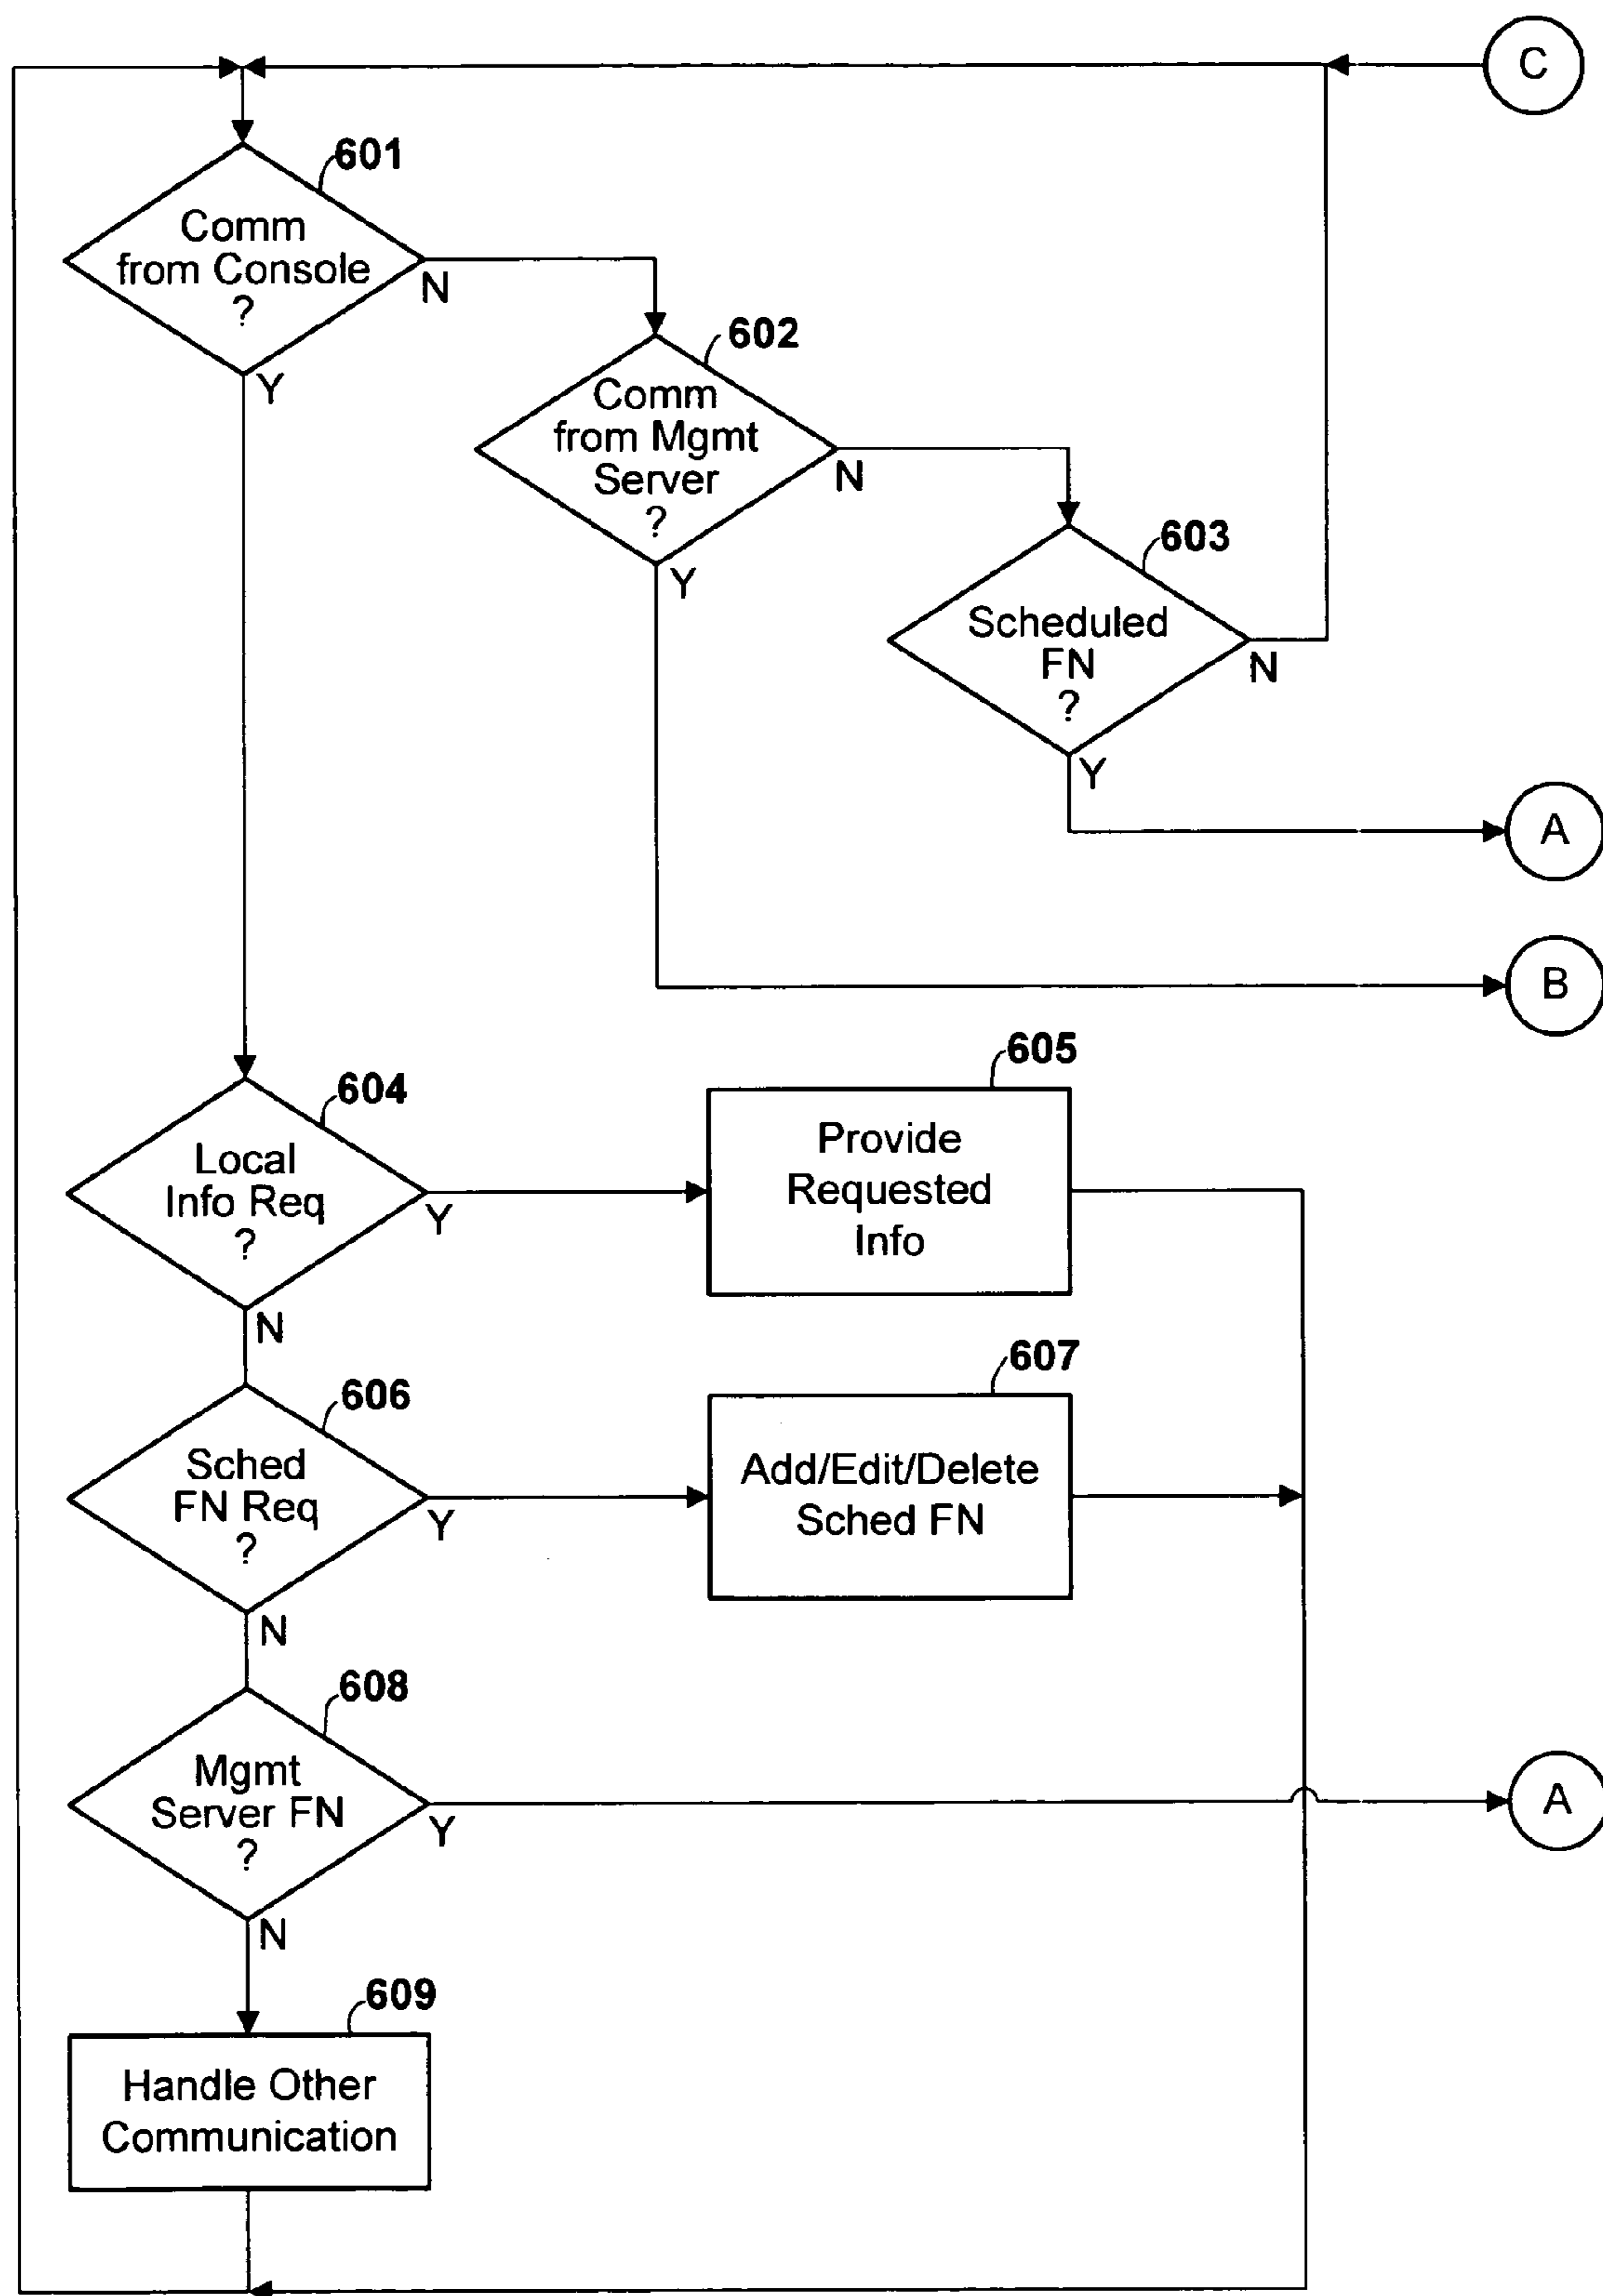 C
601
Comm
from Console
?
N
Y
602
Comm
from Mgmt
Server
?
N
Y
603
Scheduled
FN
?
N
Y
A
B
604
Local
Info Req
?
Y
N
605
Provide
Requested
Info
606
Sched
FN Req
?
Y
N
607
Add/Edit/Delete
Sched FN
608
Mgmt
Server FN
?
Y
N
A
609
Handle Other
Communication